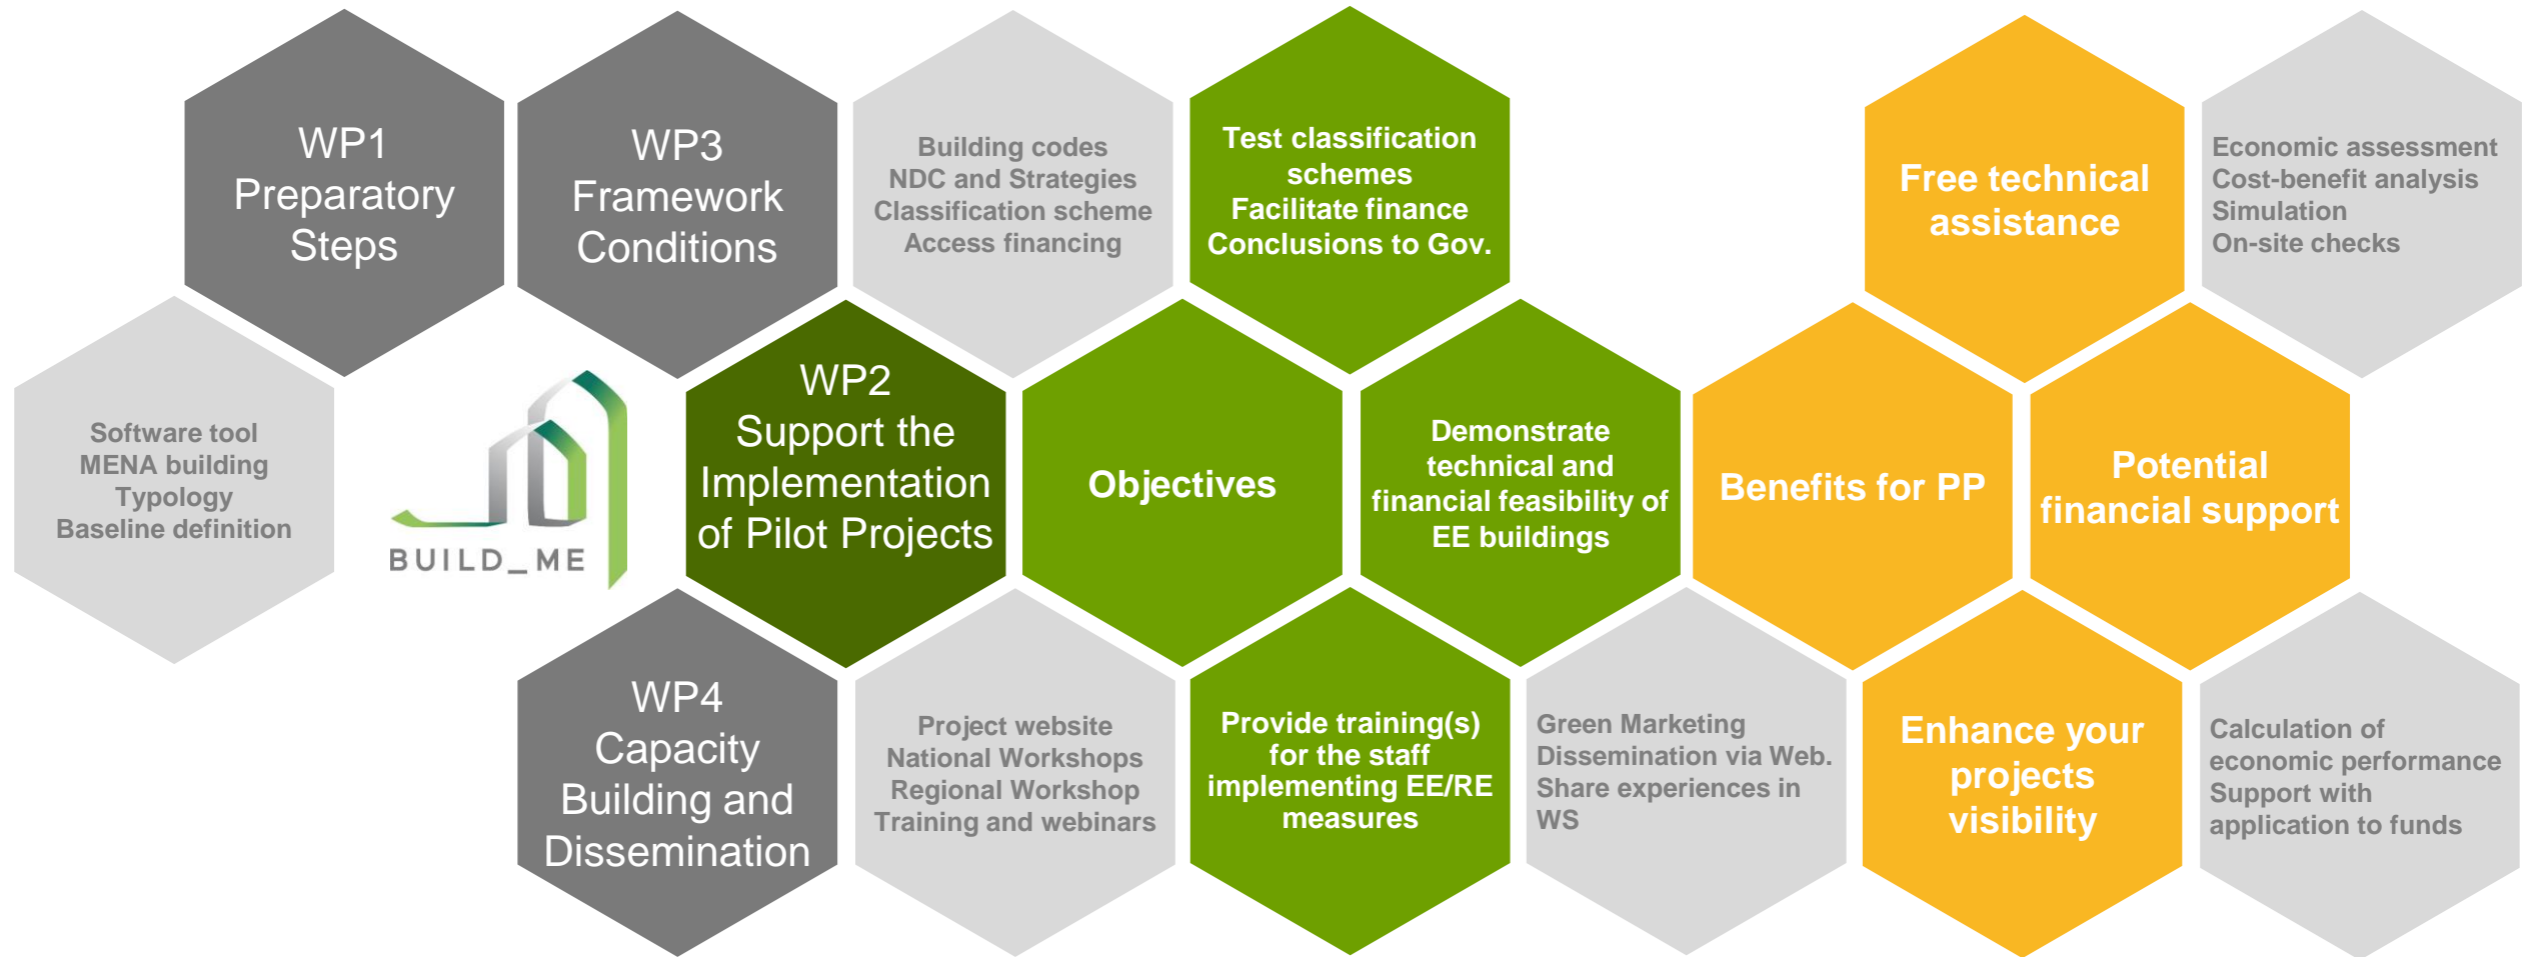 WP1
Preparatory
Steps
WP3
Framework
Conditions
Building codes
NDC and Strategies
Classification scheme
Access financing
Test classification
schemes
Facilitate finance
Conclusions to Gov.
Free technical
assistance
Economic assessment
Cost-benefit analysis
Simulation
On-site checks
Software tool
MENA building
Typology
Baseline definition
BUILD_ME
WP2
Support the
Implementation
of Pilot Projects
Objectives
Demonstrate
technical and
financial feasibility of
EE buildings
Benefits for PP
Potential
financial support
WP4
Capacity
Building and
Dissemination
Project website
National Workshops
Regional Workshop
Training and webinars
Provide training(s)
for the staff
implementing EE/RE
measures
Green Marketing
Dissemination via Web.
Share experiences in
WS
Enhance your
projects
visibility
Calculation of
economic performance
Support with
application to funds